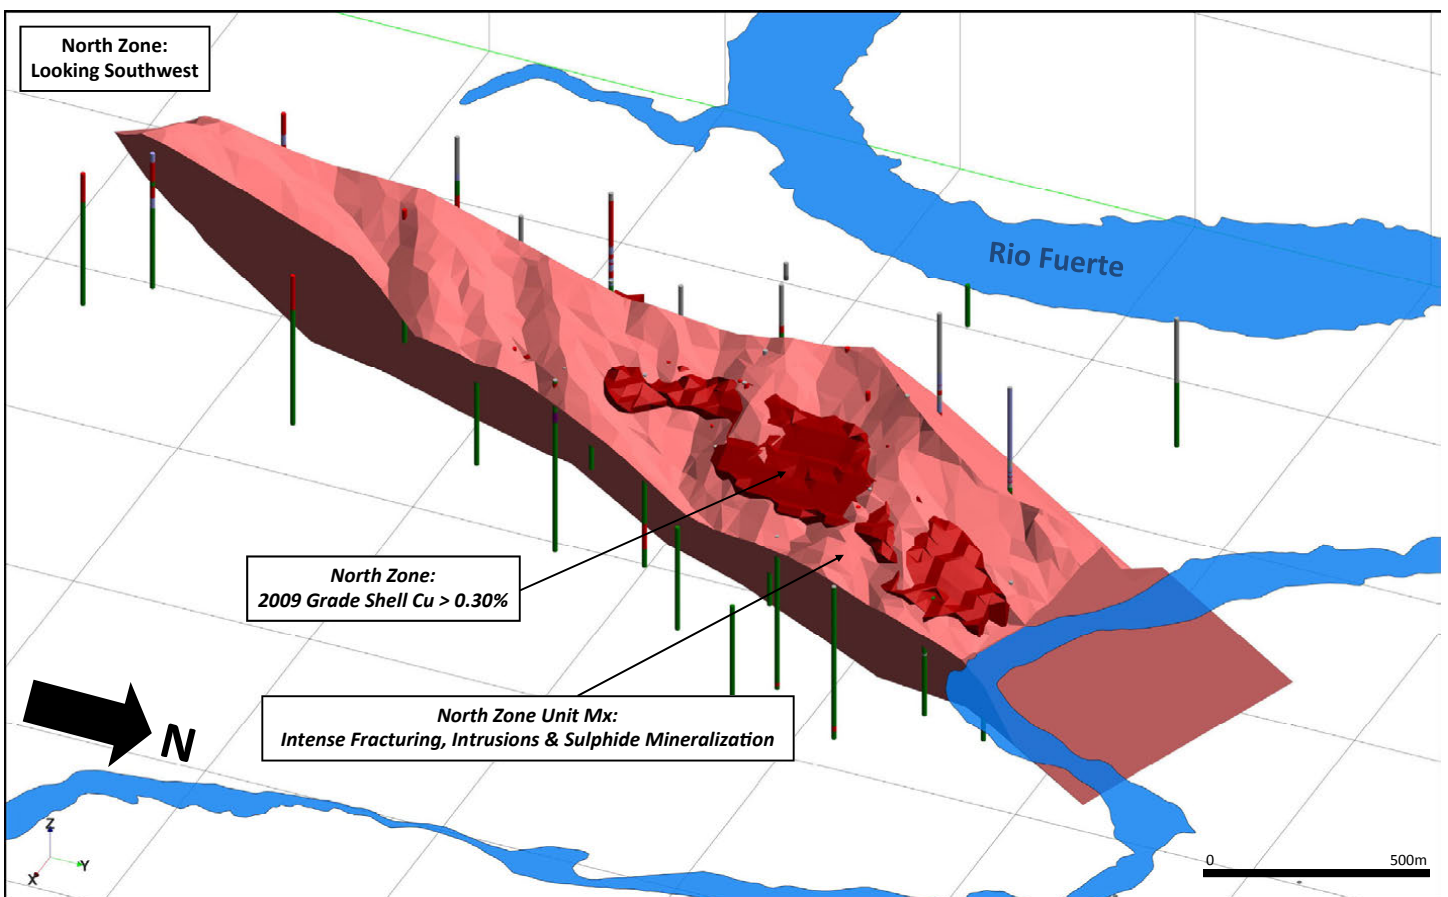 North Zone:
Looking Southwest
Rio Fuerte
North Zone:
2009 Grade Shell Cu > 0.30%
North Zone Unit Mx:
Intense Fracturing, Intrusions & Sulphide Mineralization
N
Z
Y
X
0 500m